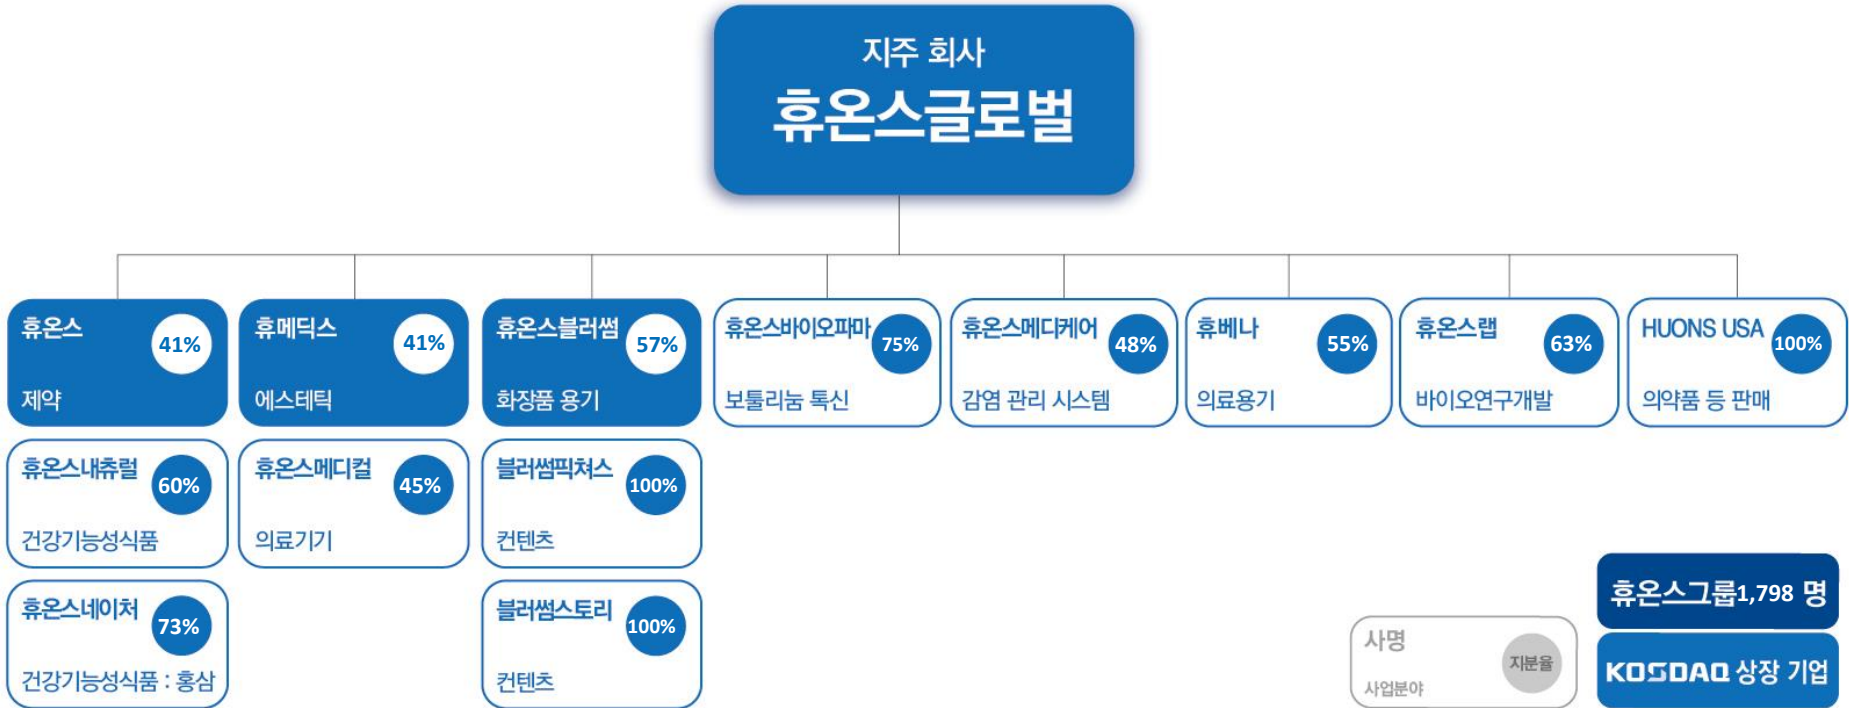 지주 회사
휴온스글로벌
휴온스
41%
제약
휴메딕스
41%
에스테틱
휴온스블러썸
57%
화장품 용기
휴온스바이오파마
75%
보툴리눔 톡신
휴온스메디케어
48%
감염 관리 시스템
휴베나
55%
의료용기
휴온스랩
63%
바이오연구개발
HUONS USA
100%
의약품 등 판매
휴온스내츄럴
60%
건강기능성식품
휴온스메디컬
45%
의료기기
블러썸픽쳐스
100%
컨텐츠
휴온스네이처
73%
건강기능성식품 : 홍삼
블러썸스토리
100%
컨텐츠
사명
지분율
사업분야
휴온스그룹1,798 명
KOSDAQ 상장 기업